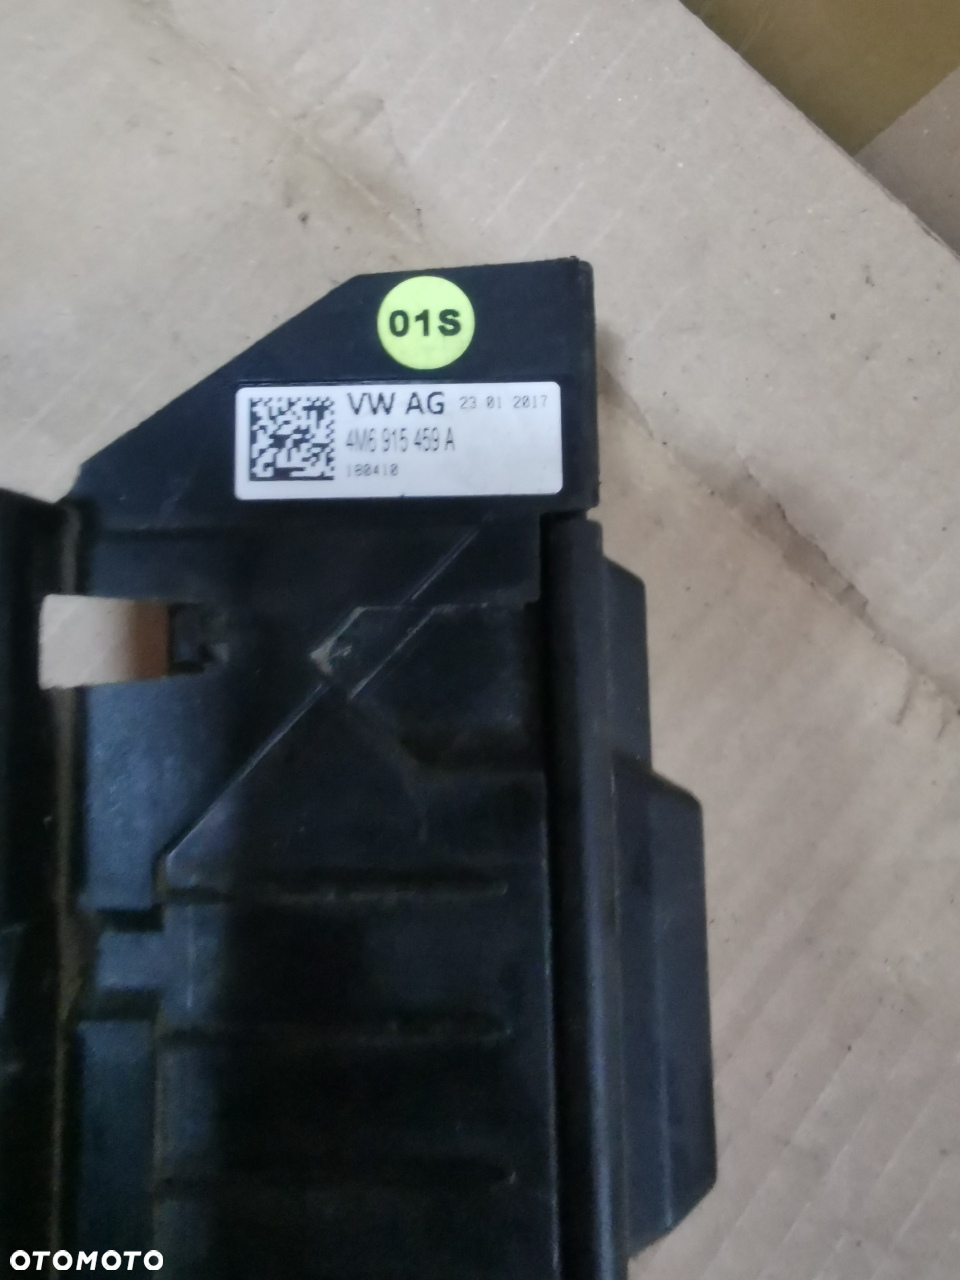 01S
VW AG 23 01 2017
4M6 915 459 A
180410
OTOMOTO